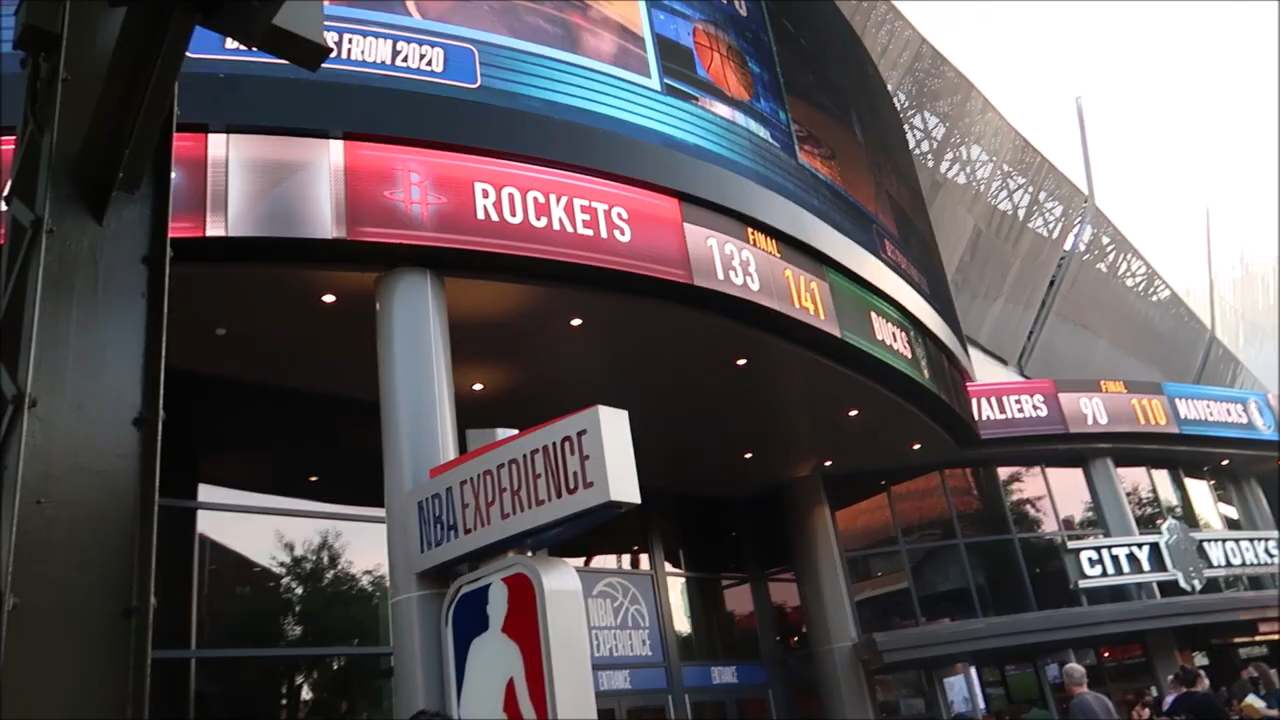 FROM 2020
ROCKETS
133
FINAL
141
BUCKS
90
FINAL
110
MAVERICKS
NBA EXPERIENCE
NBA
EXPERIENCE
ENTRANCE
ENTRANCE
CITY WORKS